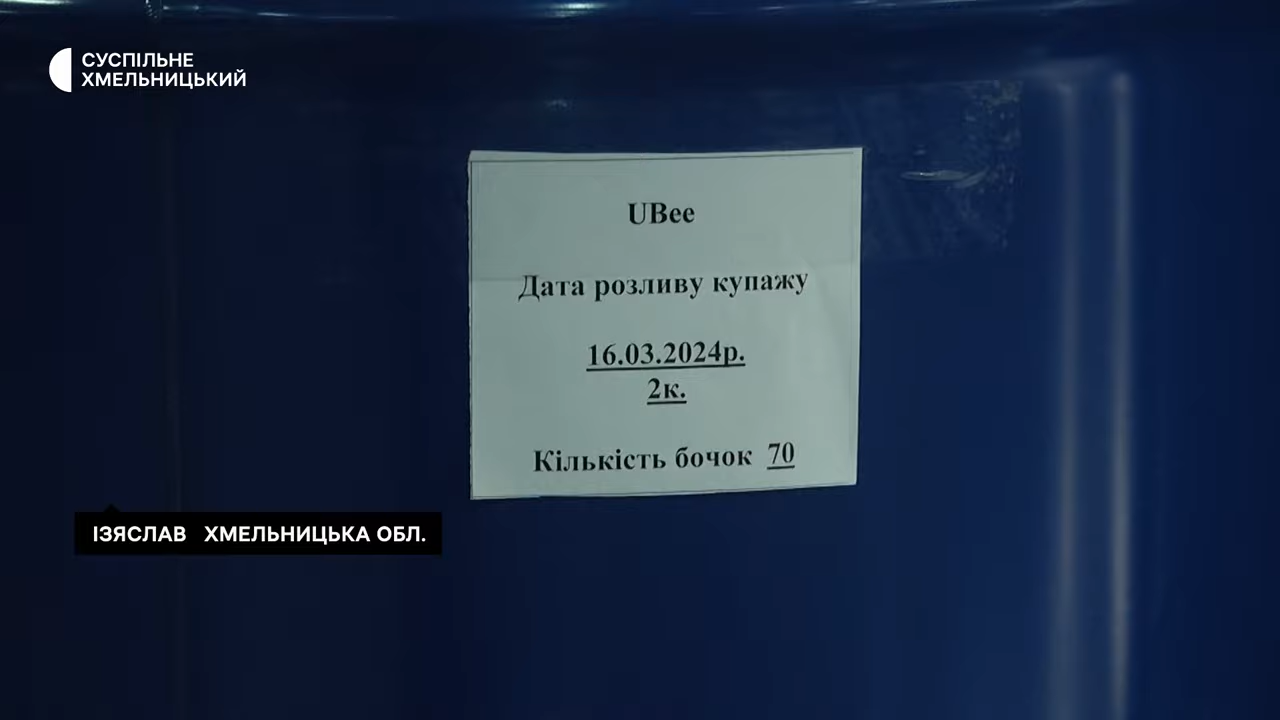 СУСПІЛЬНЕ
ХМЕЛЬНИЦЬКИЙ
UBee
Дата розливу купажу
16.03.2024р.
2к.
Кількість бочок 70
ІЗЯСЛАВ ХМЕЛЬНИЦЬКА ОБЛ.